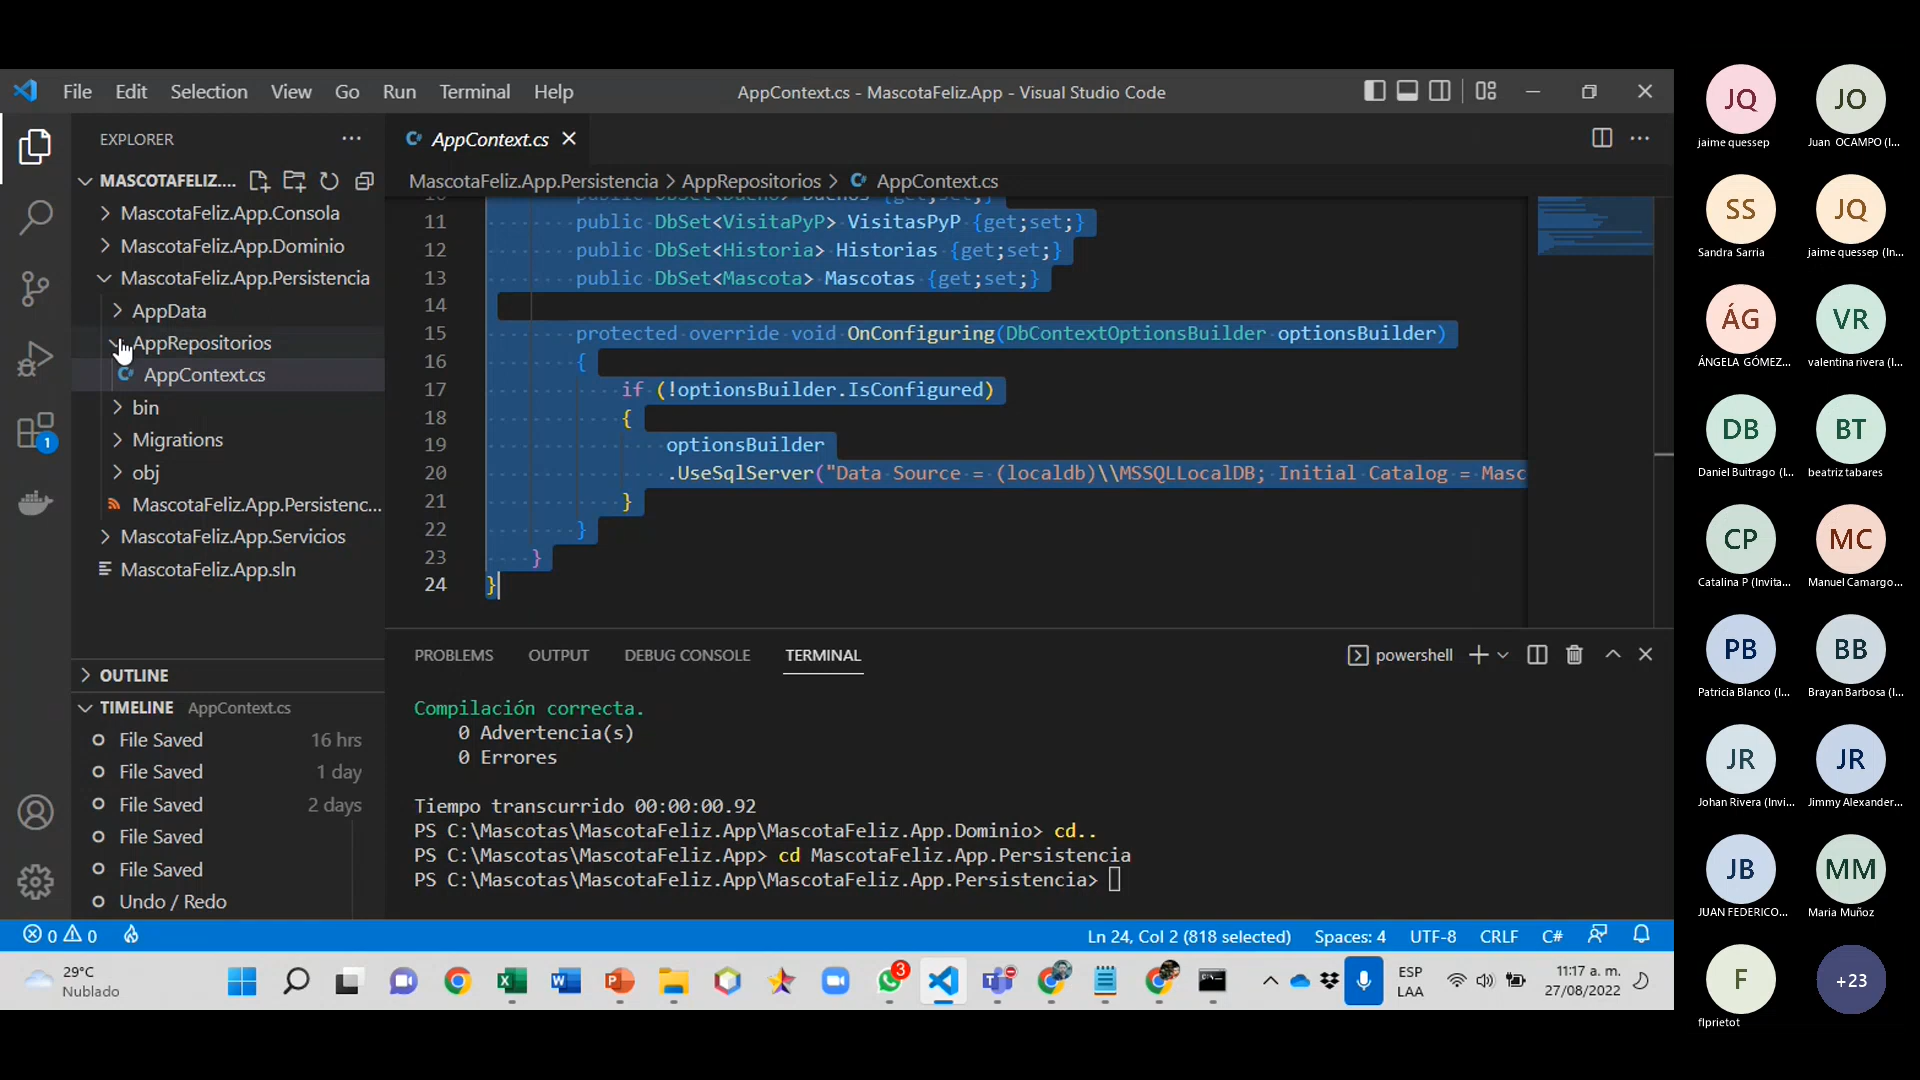 File Edit Selection View Go Run Terminal Help
AppContext.cs - MascotaFeliz.App - Visual Studio Code
EXPLORER
MASCOTAFELIZ....
MascotaFeliz.App.Consola
MascotaFeliz.App.Dominio
MascotaFeliz.App.Persistencia
AppData
AppRepositorios
AppContext.cs
bin
Migrations
obj
MascotaFeliz.App.Persistenc...
MascotaFeliz.App.Servicios
MascotaFeliz.App.sln
OUTLINE
TIMELINE AppContext.cs
File Saved 16 hrs
File Saved 1 day
File Saved 2 days
File Saved
File Saved
Undo / Redo
1
AppContext.cs
MascotaFeliz.App.Persistencia > AppRepositorios > AppContext.cs
11 public DbSet<VisitaPyP> VisitasPyP {get;set;}
12 public DbSet<Historia> Historias {get;set;}
13 public DbSet<Mascota> Mascotas {get;set;}
14
15 protected override void OnConfiguring(DbContextOptionsBuilder optionsBuilder)
16 {
17 if (!optionsBuilder.IsConfigured)
18 {
19 optionsBuilder
20 .UseSqlServer("Data Source = (localdb)\\MSSQLLocalDB; Initial Catalog = Masc
21 }
22 }
23 }
24 }
PROBLEMS OUTPUT DEBUG CONSOLE TERMINAL
powershell
Compilación correcta.
0 Advertencia(s)
0 Errores
Tiempo transcurrido 00:00:00.92
PS C:\Mascotas\MascotaFeliz.App\MascotaFeliz.App.Dominio> cd..
PS C:\Mascotas\MascotaFeliz.App> cd MascotaFeliz.App.Persistencia
PS C:\Mascotas\MascotaFeliz.App\MascotaFeliz.App.Persistencia>
0 0
Ln 24, Col 2 (818 selected) Spaces: 4 UTF-8 CRLF C#
29°C
Nublado
3
ESP
LAA
11:17 a. m.
27/08/2022
JQ JO
jaime quessep Juan OCAMPO (I...
SS JQ
Sandra Sarria jaime quessep (In...
ÁG VR
ÁNGELA GÓMEZ... valentina rivera (I...
DB BT
Daniel Buitrago (I... beatriz tabares
CP MC
Catalina P (Invita... Manuel Camargo...
PB BB
Patricia Blanco (I... Brayan Barbosa (I...
JR JR
Johan Rivera (Invi... Jimmy Alexander...
JB MM
JUAN FEDERICO... Maria Muñoz
F +23
flprietot